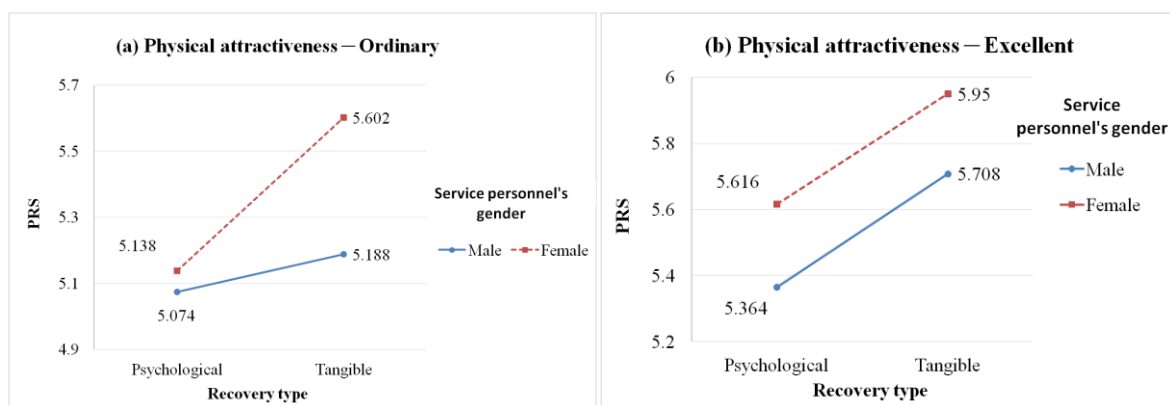 (a) Physical attractiveness — Ordinary
5.7
5.5
5.3
5.1
4.9
PRS
5.602
5.138
5.188
5.074
Service personnel's
gender
Male
Female
Psychological
Tangible
Recovery type
(b) Physical attractiveness — Excellent
6
5.8
5.6
5.4
5.2
PRS
5.95
5.616
5.708
5.364
Service
personnel's gender
Male
Female
Psychological
Tangible
Recovery type